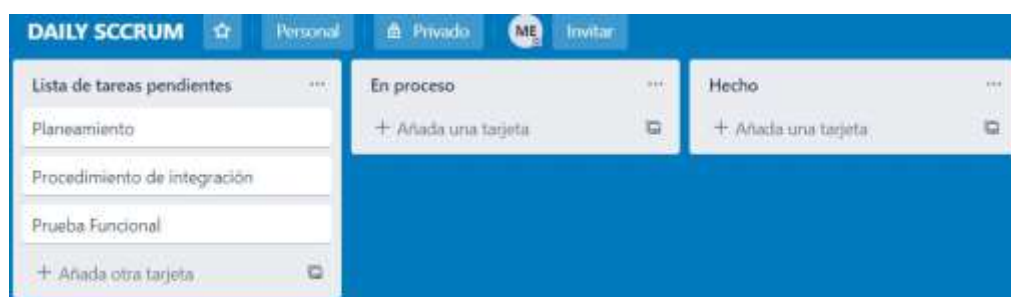 DAILY SCCRUM Personal Privado ME Invitar
Lista de tareas pendientes
Planeamiento
Procedimiento de integración
Prueba Funcional
+ Añada otra tarjeta
En proceso
+ Añada una tarjeta
Hecho
+ Añada una tarjeta